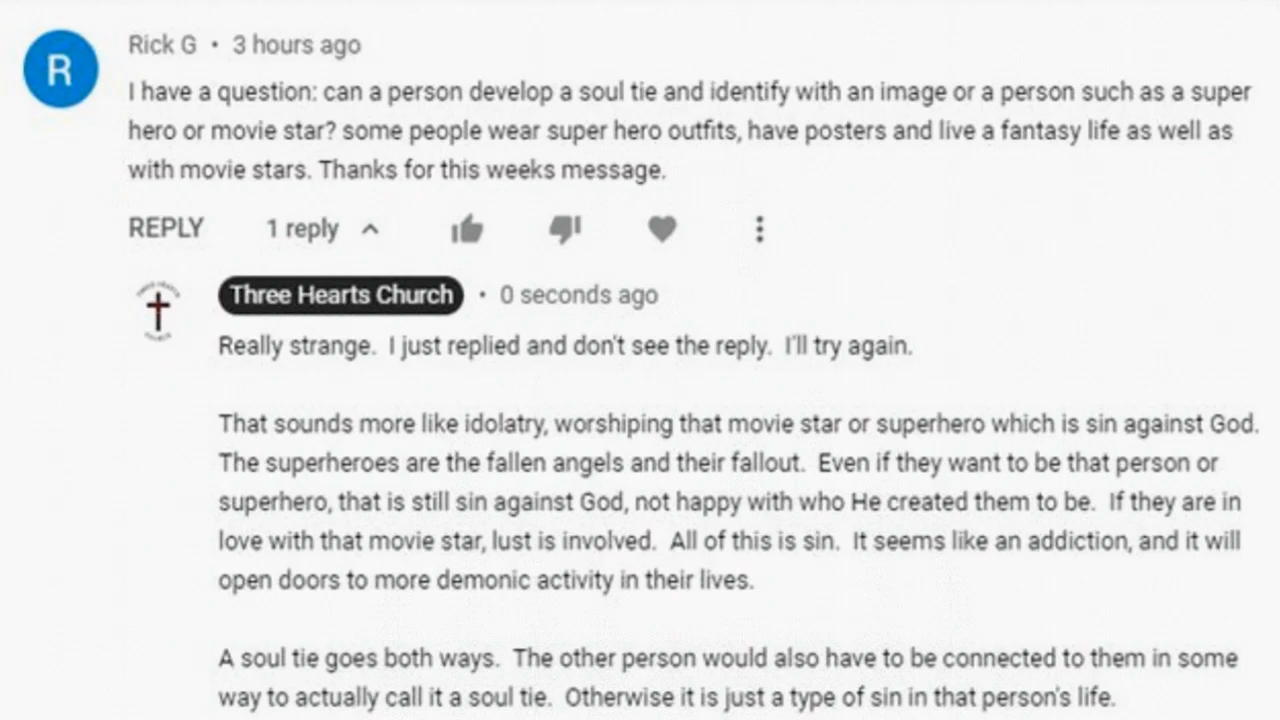 R
Rick G • 3 hours ago
I have a question: can a person develop a soul tie and identify with an image or a person such as a super
hero or movie star? some people wear super hero outfits, have posters and live a fantasy life as well as
with movie stars. Thanks for this weeks message.
REPLY 1 reply
Three Hearts Church • 0 seconds ago
Really strange. I just replied and don't see the reply. I'll try again.
That sounds more like idolatry, worshiping that movie star or superhero which is sin against God.
The superheroes are the fallen angels and their fallout. Even if they want to be that person or
superhero, that is still sin against God, not happy with who He created them to be. If they are in
love with that movie star, lust is involved. All of this is sin. It seems like an addiction, and it will
open doors to more demonic activity in their lives.
A soul tie goes both ways. The other person would also have to be connected to them in some
way to actually call it a soul tie. Otherwise it is just a type of sin in that person's life.